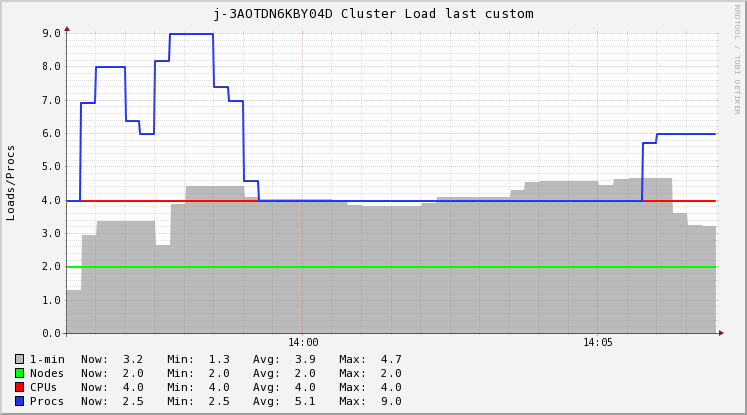 j-3AOTDN6KBY04D Cluster Load last custom
RRDTOOL / TOBI OETIKER
Loads/Procs
9.0
8.0
7.0
6.0
5.0
4.0
3.0
2.0
1.0
0.0
14:00 14:05
1-min Now: 3.2 Min: 1.3 Avg: 3.9 Max: 4.7
Nodes Now: 2.0 Min: 2.0 Avg: 2.0 Max: 2.0
CPUs Now: 4.0 Min: 4.0 Avg: 4.0 Max: 4.0
Procs Now: 2.5 Min: 2.5 Avg: 5.1 Max: 9.0